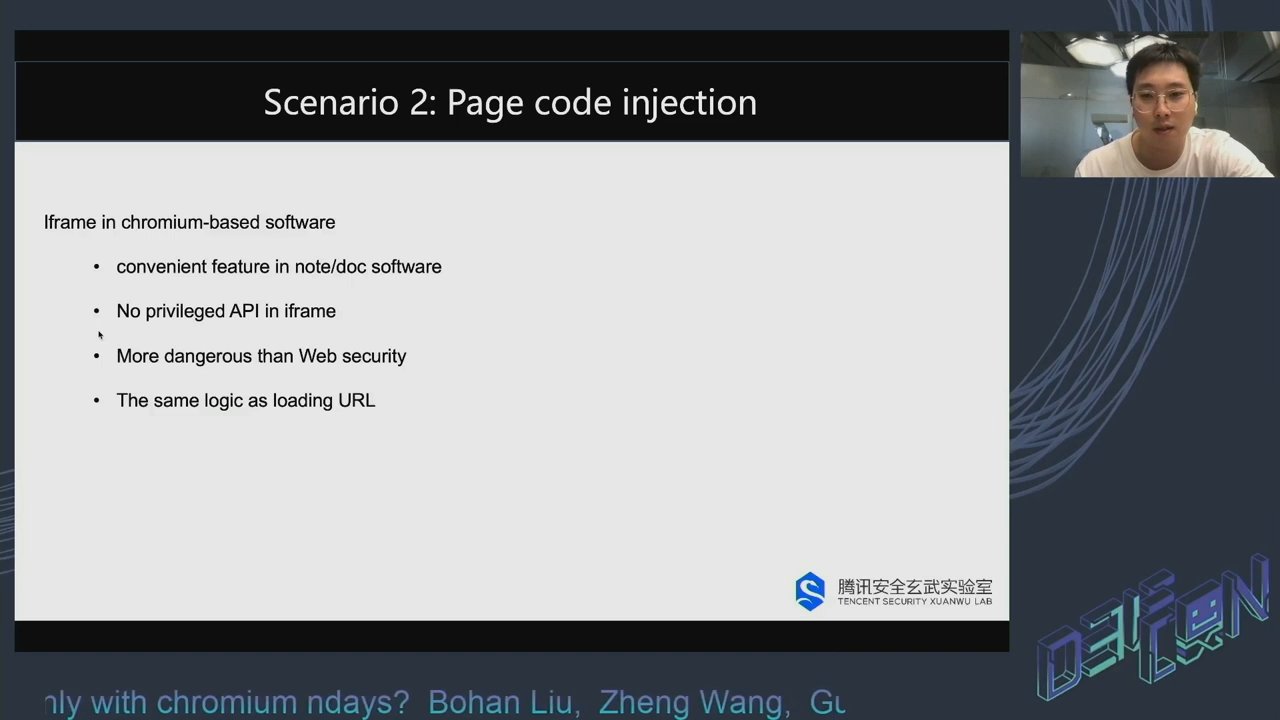 Scenario 2: Page code injection
Iframe in chromium-based software
• convenient feature in note/doc software
• No privileged API in iframe
• More dangerous than Web security
• The same logic as loading URL
腾讯安全玄武实验室
TENCENT SECURITY XUANWU LAB
DEF CON
with chromium ndays? Bohan Liu, Zheng Wang,